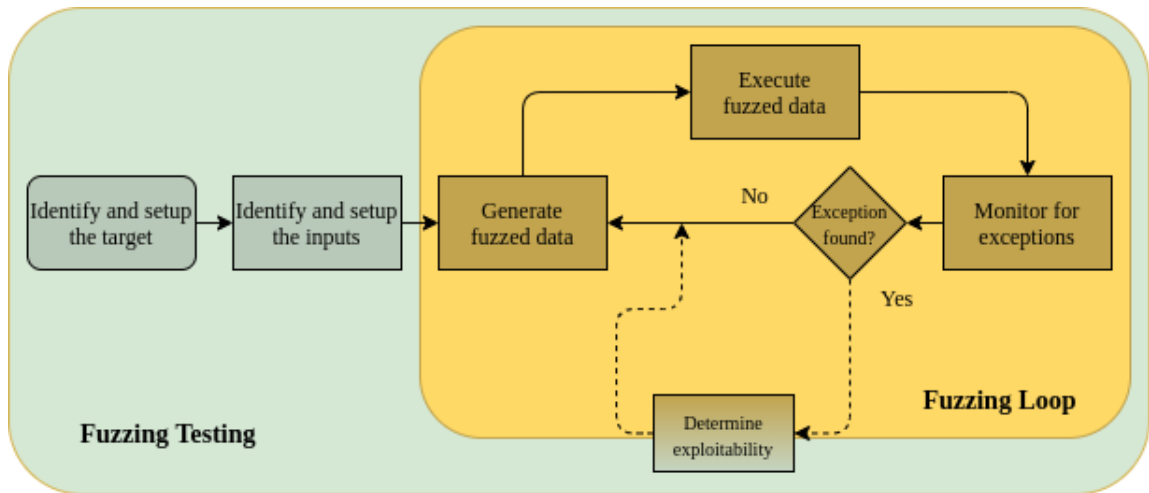 Identify and setup
the target
Identify and setup
the inputs
Generate
fuzzed data
Execute
fuzzed data
Monitor for
exceptions
Exception
found?
No
Yes
Determine
exploitability
Fuzzing Loop
Fuzzing Testing